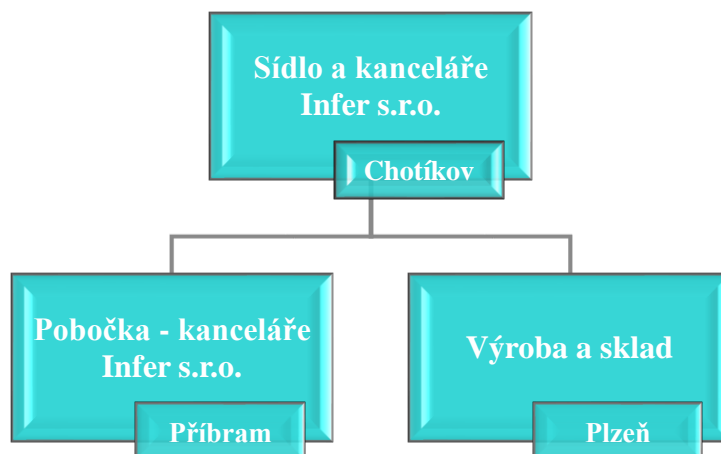 Sídlo a kanceláře
Infer s.r.o.
Chotíkov
Pobočka - kanceláře
Infer s.r.o.
Příbram
Výroba a sklad
Plzeň